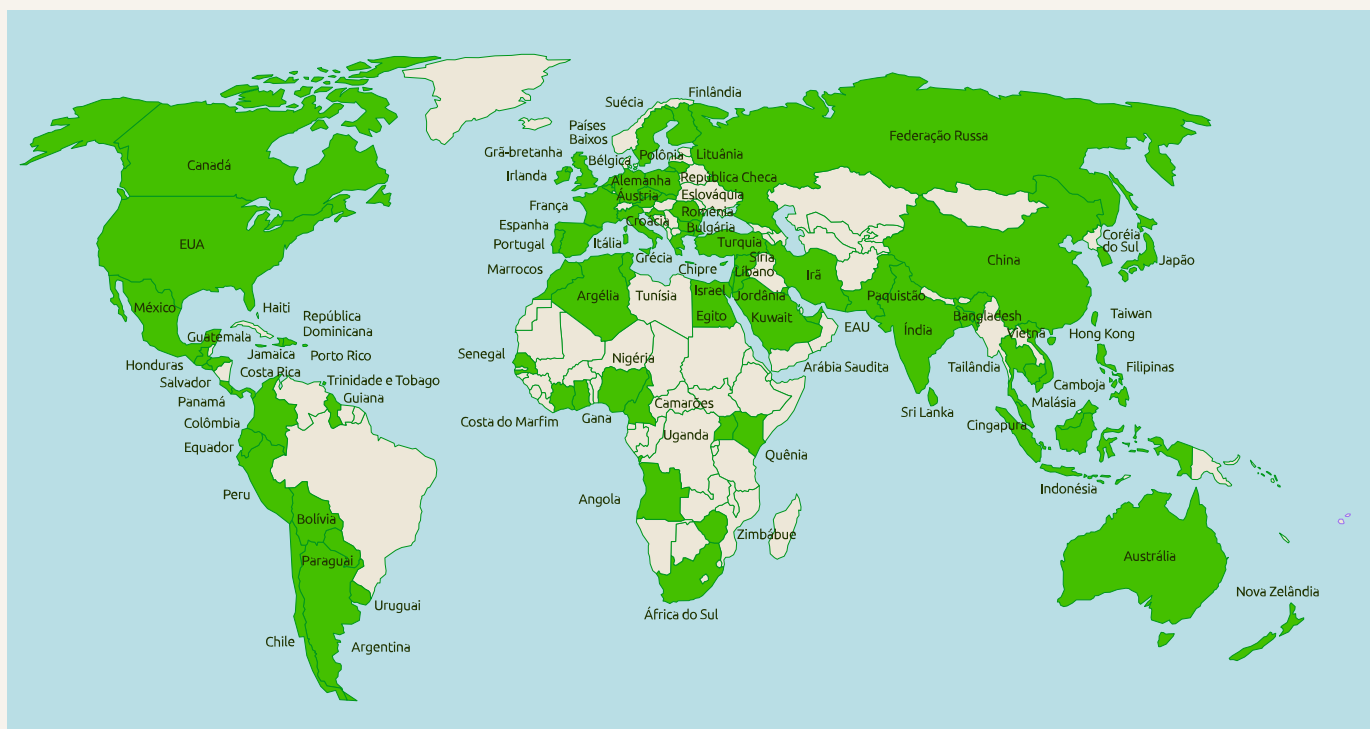 Finlândia
Suécia
Países
Baixos
Federação Russa
Grã-bretanha
Bélgica
Polônia
Lituânia
Canadá
Irlanda
Alemanha
República Checa
Áustria
Eslováquia
França
Romênia
Espanha
Croácia
Bulgária
EUA
Portugal
Itália
Turquia
Coréia
do Sul
Grécia
Síria
China
Japão
Marrocos
Chipre
Líbano
Irã
Argélia
Tunísia
Israel
Jordânia
Paquistão
México
Haiti
República
Dominicana
Egito
Kuwait
Bangladesh
Taiwan
Guatemala
EAU
Índia
Vietnã
Hong Kong
Jamaica
Porto Rico
Senegal
Nigéria
Honduras
Costa Rica
Arábia Saudita
Tailândia
Filipinas
Salvador
Trinidade e Tobago
Camboja
Panamá
Guiana
Camarões
Malásia
Colômbia
Costa do Marfim
Gana
Sri Lanka
Cingapura
Equador
Uganda
Quênia
Peru
Angola
Indonésia
Bolívia
Zimbábue
Paraguai
Austrália
Uruguai
África do Sul
Nova Zelândia
Chile
Argentina